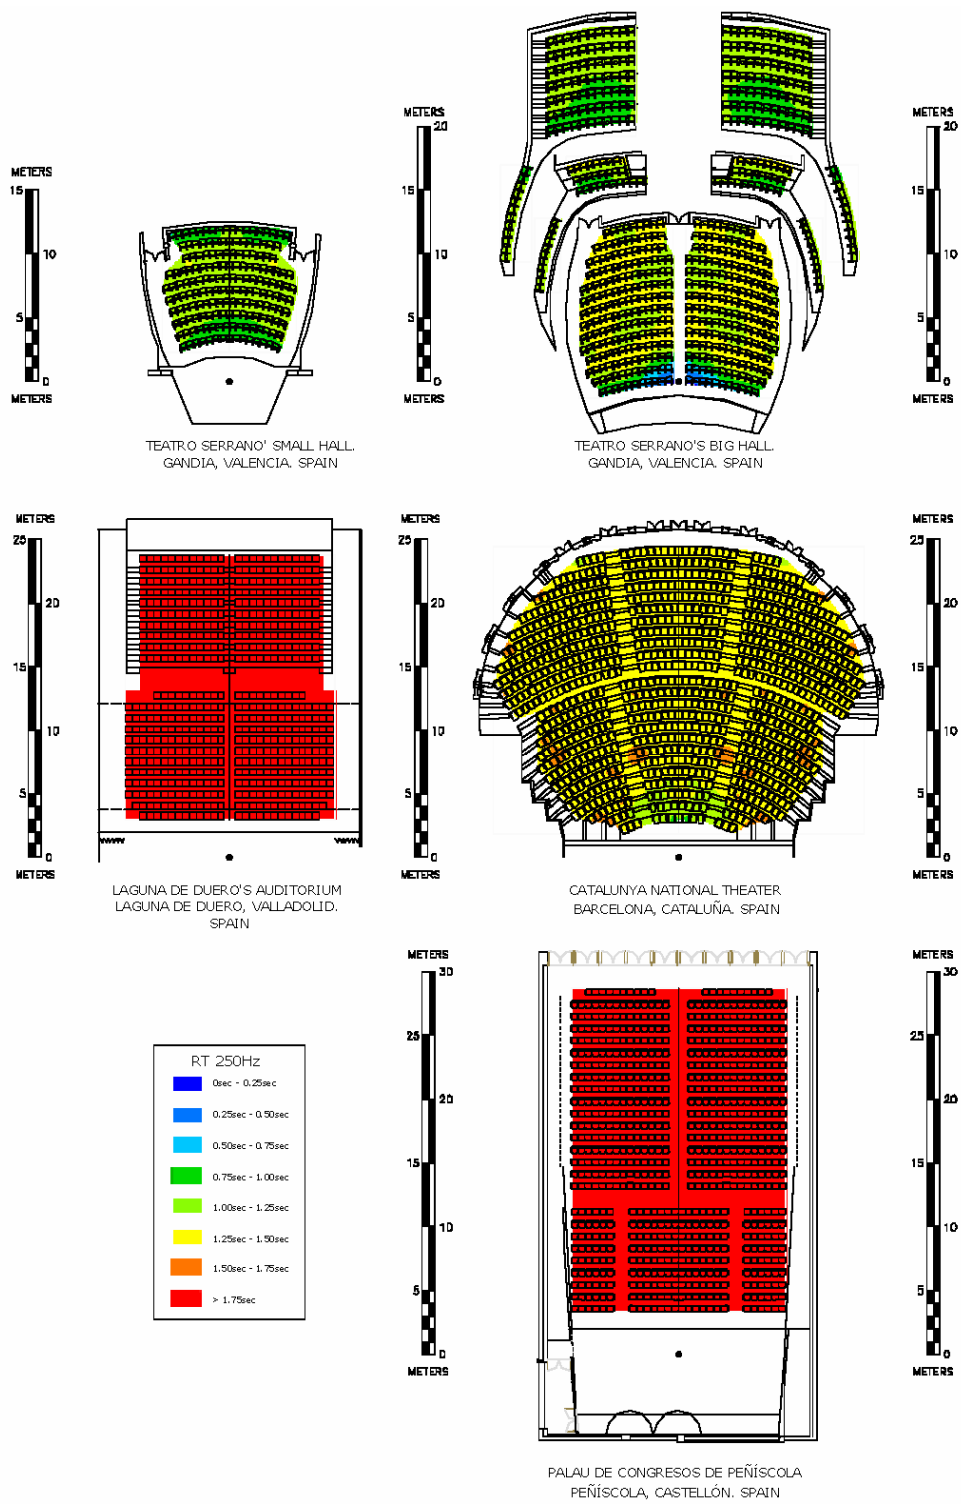 METERS
20
15
10
5
0
METERS
METERS
20
15
10
5
0
METERS
METERS
15
10
5
0
METERS
TEATRO SERRANO' SMALL HALL.
GANDIA, VALENCIA. SPAIN
TEATRO SERRANO'S BIG HALL.
GANDIA, VALENCIA. SPAIN
METERS
25
20
15
10
5
0
METERS
METERS
25
20
15
10
5
0
METERS
METERS
25
20
15
10
5
0
METERS
LAGUNA DE DUERO'S AUDITORIUM
LAGUNA DE DUERO, VALLADOLID.
SPAIN
CATALUNYA NATIONAL THEATER
BARCELONA, CATALUÑA. SPAIN
METERS
30
25
20
15
10
5
0
METERS
METERS
30
25
20
15
10
5
0
METERS
RT 250Hz
0sec - 0.25sec
0.25sec - 0.50sec
0.50sec - 0.75sec
0.75sec - 1.00sec
1.00sec - 1.25sec
1.25sec - 1.50sec
1.50sec - 1.75sec
> 1.75sec
PALAU DE CONGRESOS DE PEÑÍSCOLA
PEÑÍSCOLA, CASTELLÓN. SPAIN